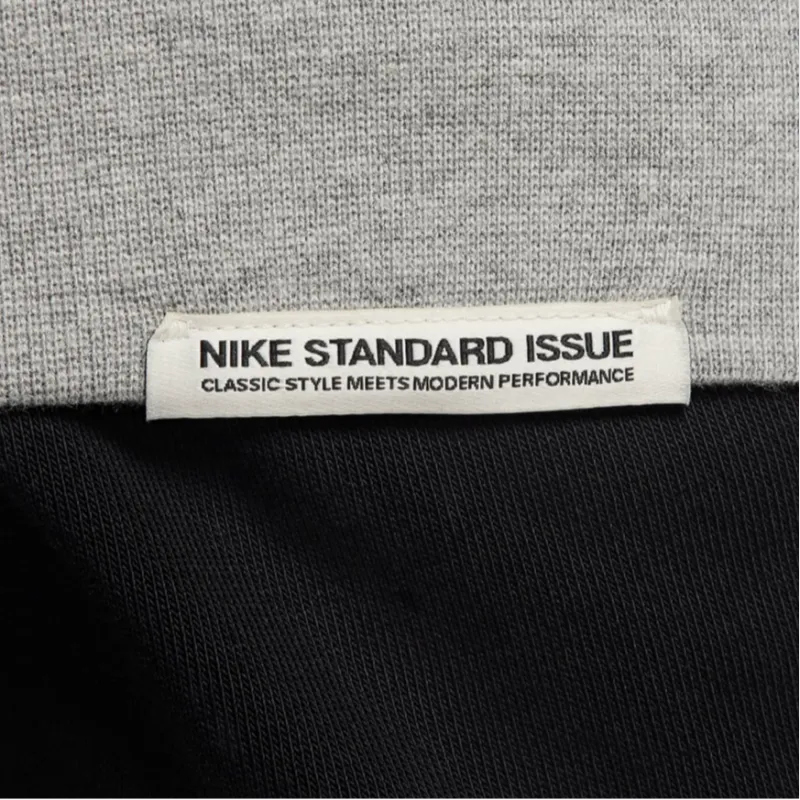 NIKE STANDARD ISSUE
CLASSIC STYLE MEETS MODERN PERFORMANCE